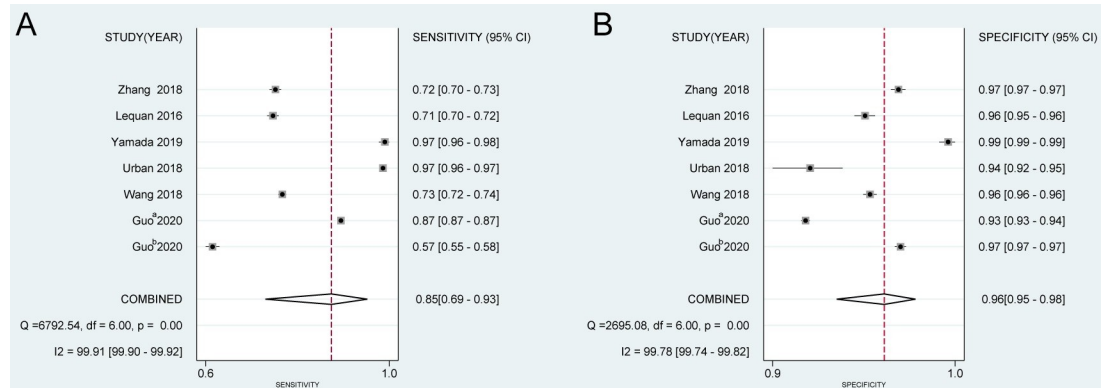 A
STUDY(YEAR) SENSITIVITY (95% CI)
Zhang 2018 0.72 [0.70 - 0.73]
Lequan 2016 0.71 [0.70 - 0.72]
Yamada 2019 0.97 [0.96 - 0.98]
Urban 2018 0.97 [0.96 - 0.97]
Wang 2018 0.73 [0.72 - 0.74]
Guo a 2020 0.87 [0.87 - 0.87]
Guo b 2020 0.57 [0.55 - 0.58]
COMBINED 0.85[0.69 - 0.93]
Q =6792.54, df = 6.00, p = 0.00
I2 = 99.91 [99.90 - 99.92]
0.6 1.0
SENSITIVITY
B
STUDY(YEAR) SPECIFICITY (95% CI)
Zhang 2018 0.97 [0.97 - 0.97]
Lequan 2016 0.96 [0.95 - 0.96]
Yamada 2019 0.99 [0.99 - 0.99]
Urban 2018 0.94 [0.92 - 0.95]
Wang 2018 0.96 [0.96 - 0.96]
Guo a 2020 0.93 [0.93 - 0.94]
Guo b 2020 0.97 [0.97 - 0.97]
COMBINED 0.96[0.95 - 0.98]
Q =2695.08, df = 6.00, p = 0.00
I2 = 99.78 [99.74 - 99.82]
0.9 1.0
SPECIFICITY